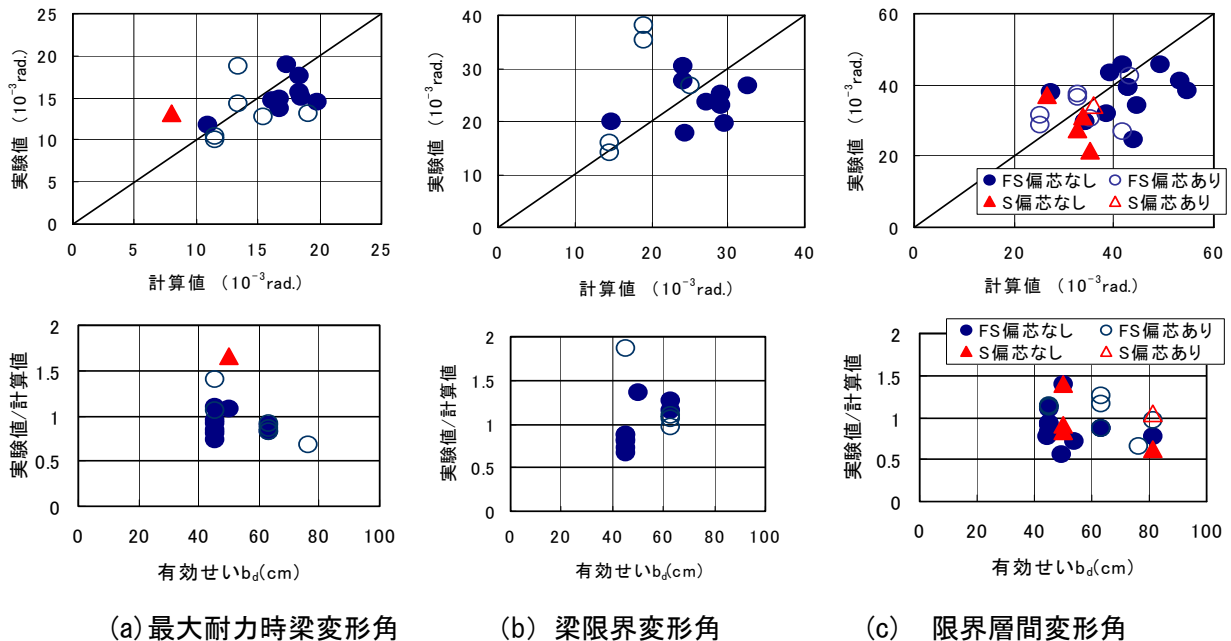 25
20
15
10
5
0
実験値 (10⁻³rad.)
0 5 10 15 20 25
計算値 (10⁻³rad.)
40
30
20
10
0
実験値 (10⁻³rad.)
0 10 20 30 40
計算値 (10⁻³rad.)
60
40
20
0
実験値 (10⁻³rad.)
FS偏芯なし FS偏芯あり
S偏芯なし S偏芯あり
0 20 40 60
計算値 (10⁻³rad.)
2
1.5
1
0.5
0
実験値/計算値
0 20 40 60 80 100
有効せいb_d(cm)
2
1.5
1
0.5
0
実験値/計算値
0 20 40 60 80 100
有効せいb_d(cm)
2
1.5
1
0.5
0
実験値/計算値
FS偏芯なし FS偏芯あり
S偏芯なし S偏芯あり
0 20 40 60 80 100
有効せいb_d(cm)
(a)最大耐力時梁変形角
(b) 梁限界変形角
(c) 限界層間変形角